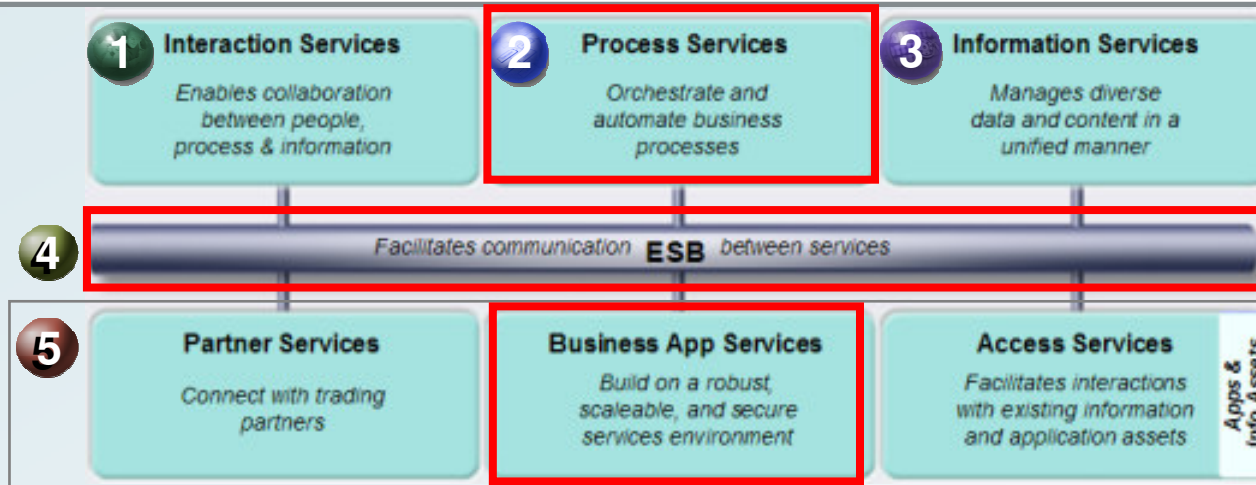 1
Interaction Services
Enables collaboration
between people,
process & information
2
Process Services
Orchestrate and
automate business
processes
3
Information Services
Manages diverse
data and content in a
unified manner
4
Facilitates communication ESB between services
5
Partner Services
Connect with trading
partners
Business App Services
Build on a robust,
scaleable, and secure
services environment
Access Services
Facilitates interactions
with existing information
and application assets
Apps &
Info Assets